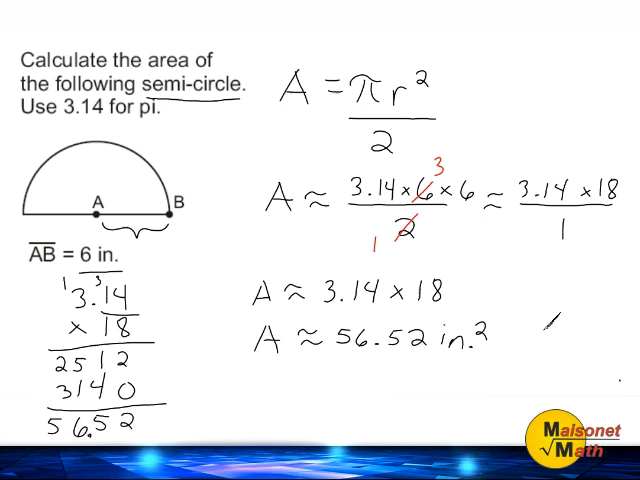 Calculate the area of
the following semi-circle.
Use 3.14 for pi.
A = πr²
2
A ≈ 3.14 × 6 × 6 ≈ 3.14 × 18
3
2
1
1
A B
AB = 6 in.
1 3
3.14
× 18
2512
3140
56.52
A ≈ 3.14 × 18
A ≈ 56.52 in.²
Maisonet
√Math